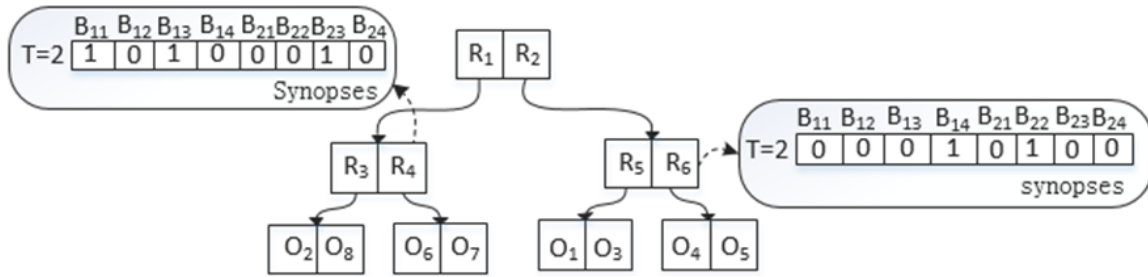 B₁₁ B₁₂ B₁₃ B₁₄ B₂₁ B₂₂ B₂₃ B₂₄
T=2 1 0 1 0 0 0 1 0
Synopses
R₁ R₂
B₁₁ B₁₂ B₁₃ B₁₄ B₂₁ B₂₂ B₂₃ B₂₄
T=2 0 0 0 1 0 1 0 0
synopses
R₃ R₄
R₅ R₆
O₂ O₈
O₆ O₇
O₁ O₃
O₄ O₅